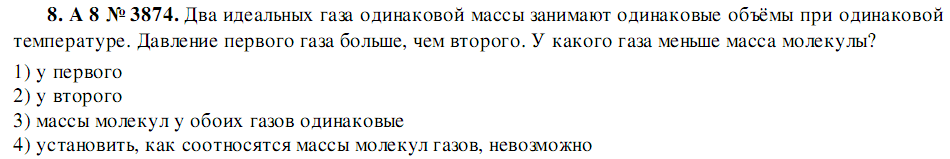 8. А 8 № 3874. Два идеальных газа одинаковой массы занимают одинаковые объёмы при одинаковой
температуре. Давление первого газа больше, чем второго. У какого газа меньше масса молекулы?
1) у первого
2) у второго
3) массы молекул у обоих газов одинаковые
4) установить, как соотносятся массы молекул газов, невозможно